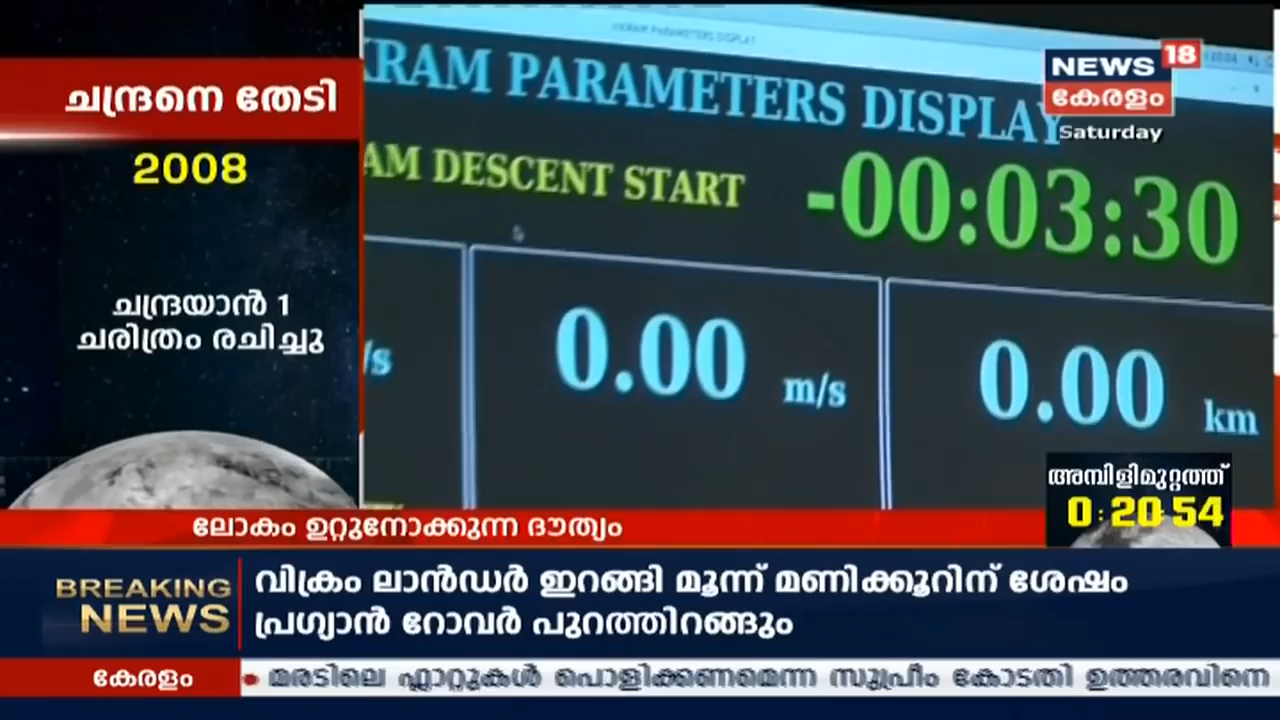 ചന്ദ്രനെ തേടി
2008
ചന്ദ്രയാൻ 1
ചരിത്രം രചിച്ചു
KRAM PARAMETERS DISPLAY
AM DESCENT START
-00:03:30
/s
0.00 m/s
0.00 km
NEWS 18
കേരളം
Saturday
അമ്പിളിമുറ്റത്ത്
0:20:54
ലോകം ഉറ്റുനോക്കുന്ന ദൗത്യം
BREAKING NEWS
വിക്രം ലാൻഡർ ഇറങ്ങി മൂന്ന് മണിക്കൂറിന് ശേഷം
പ്രഗ്യാൻ റോവർ പുറത്തിറങ്ങും
കേരളം
മരടിലെ ഫ്ലാറ്റുകൾ പൊളിക്കണമെന്ന സുപ്രീം കോടതി ഉത്തരവിനെ